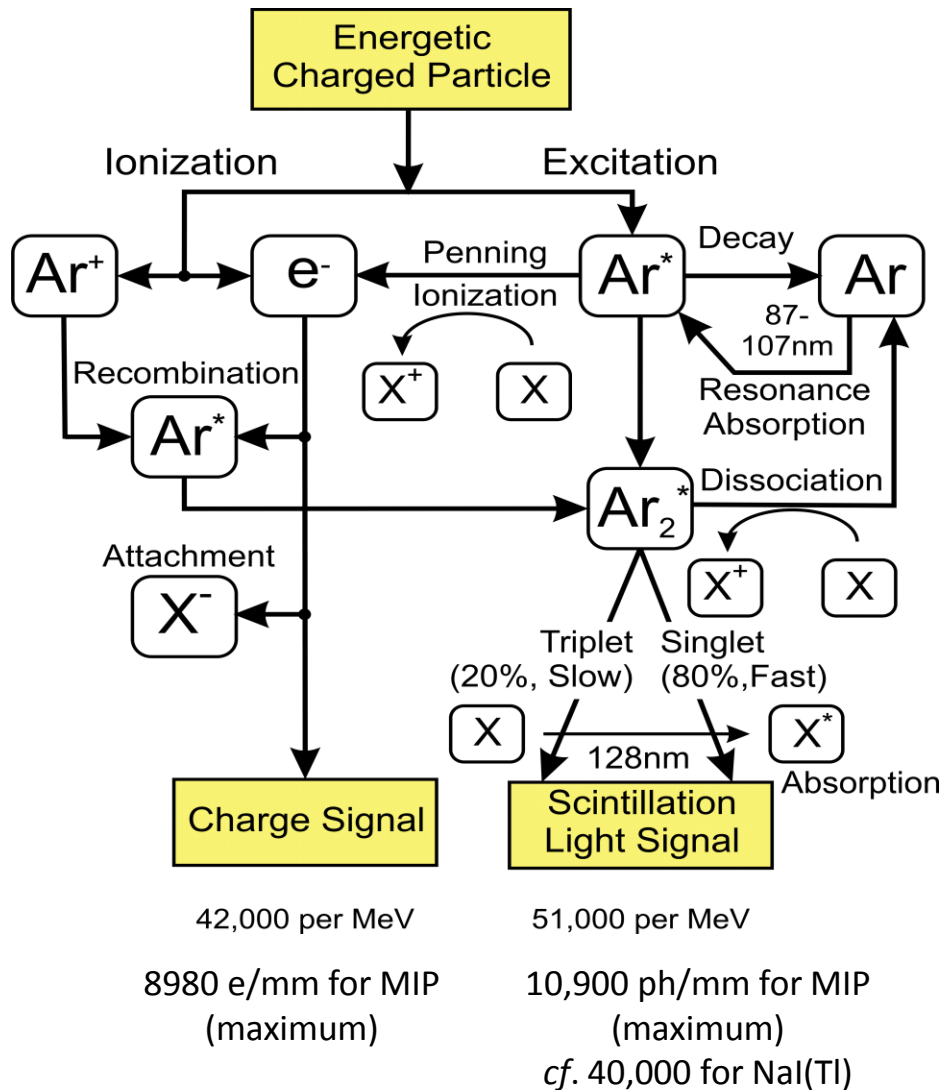 Energetic
Charged Particle
Ionization
Excitation
Ar+
e-
Penning
Ionization
Ar*
Decay
Ar
87-
107nm
Resonance
Absorption
X+
X
Recombination
Ar*
Dissociation
Ar2*
X+
X
Attachment
X-
Triplet
(20%, Slow)
Singlet
(80%,Fast)
X
128nm
X*
Absorption
Charge Signal
Scintillation
Light Signal
42,000 per MeV
51,000 per MeV
8980 e/mm for MIP
(maximum)
10,900 ph/mm for MIP
(maximum)
cf. 40,000 for NaI(Tl)